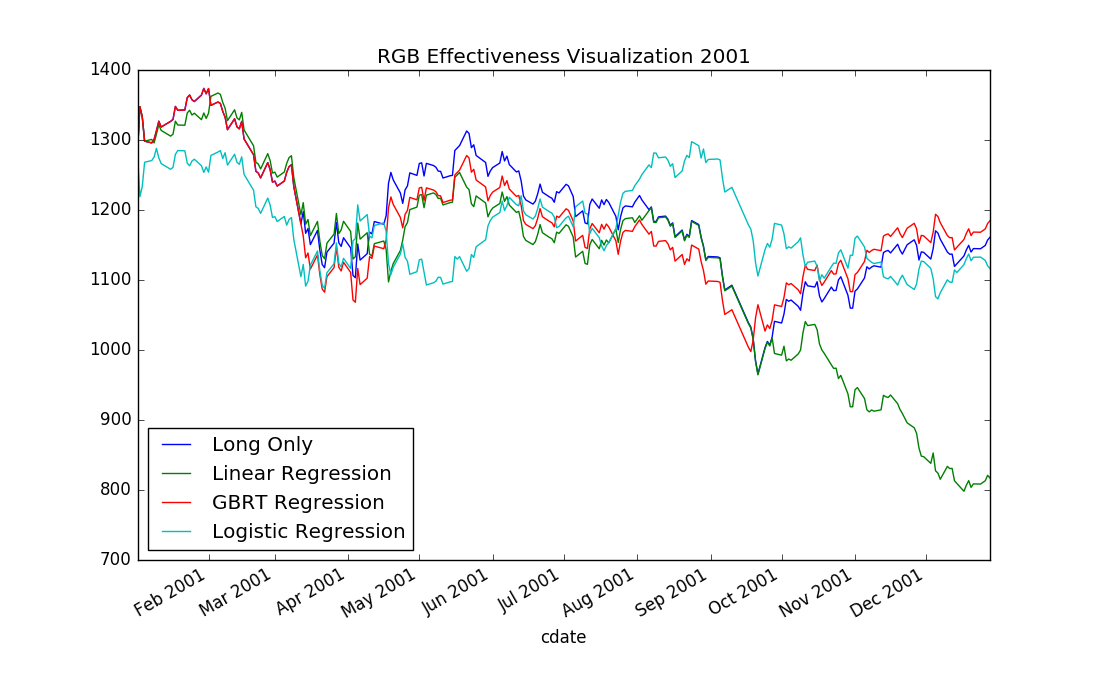 RGB Effectiveness Visualization 2001
1400
1300
1200
1100
1000
900
800
700
Long Only
Linear Regression
GBRT Regression
Logistic Regression
Feb 2001
Mar 2001
Apr 2001
May 2001
Jun 2001
Jul 2001
Aug 2001
Sep 2001
Oct 2001
Nov 2001
Dec 2001
cdate